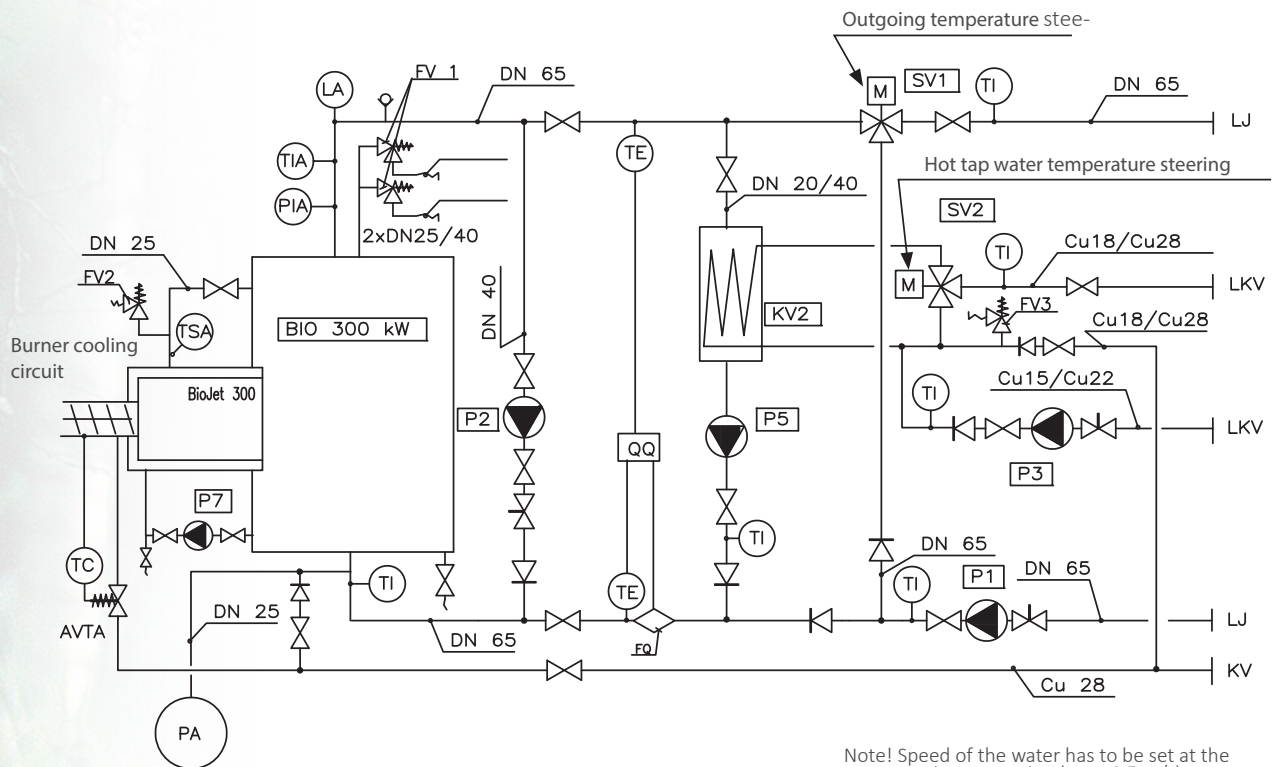 Outgoing temperature stee-
FV 1
LA
DN 65
M
SV1
TI
DN 65
LJ
TIA
TE
Hot tap water temperature steering
PIA
DN 20/40
SV2
2xDN25/40
DN 25
TI
Cu18/Cu28
FV2
M
LKV
DN 40
FV3
TSA
BIO 300 kW
KV2
Cu18/Cu28
Burner cooling
circuit
BioJet 300
Cu15/Cu22
TI
P2
P5
LKV
QQ
P3
P7
TI
DN 65
TC
TI
TE
TI
P1
DN 65
DN 25
AVTA
DN 65
FQ
LJ
KV
Cu 28
PA
Note! Speed of the water has to be set at the